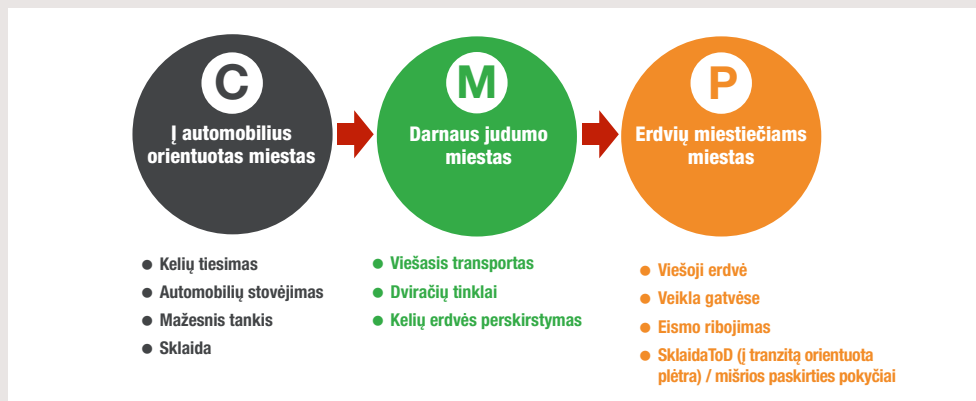 C
Į automobilius
orientuotas miestas
● Kelių tiesimas
● Automobilių stovėjimas
● Mažesnis tankis
● Sklaida
M
Darnaus judumo
miestas
● Viešasis transportas
● Dviračių tinklai
● Kelių erdvės perskirstymas
P
Erdvių miestiečiams
miestas
● Viešoji erdvė
● Veikla gatvėse
● Eismo ribojimas
● SklaidaToD (į tranzitą orientuota
plėtra) / mišrios paskirties pokyčiai